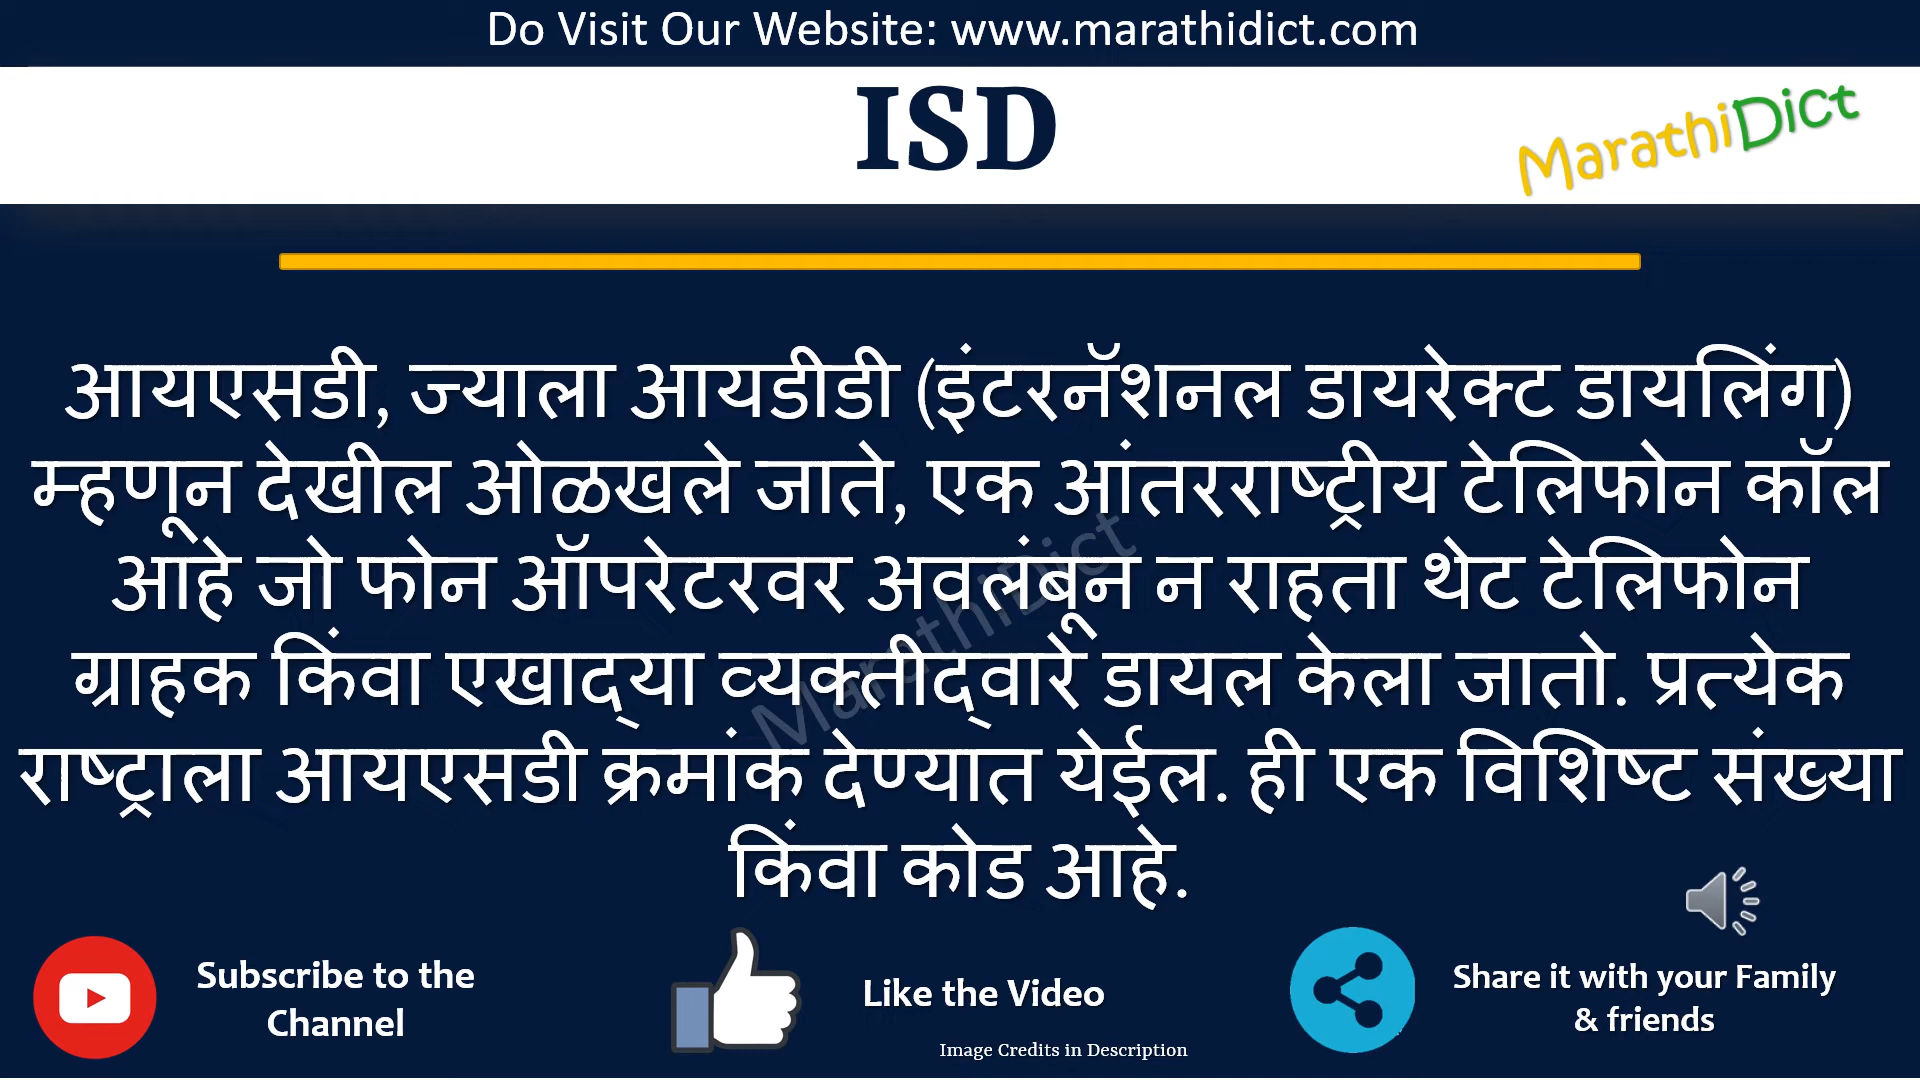 Do Visit Our Website: www.marathidict.com
ISD
MarathiDict
आयएसडी, ज्याला आयडीडी (इंटरनॅशनल डायरेक्ट डायलिंग)
म्हणून देखील ओळखले जाते, एक आंतरराष्ट्रीय टेलिफोन कॉल
आहे जो फोन ऑपरेटरवर अवलंबून न राहता थेट टेलिफोन
ग्राहक किंवा एखाद्‌या व्यक्तीद्‌वारे डायल केला जातो. प्रत्येक
राष्ट्राला आयएसडी क्रमांक देण्यात येईल. ही एक विशिष्ट संख्या
किंवा कोड आहे.
MarathiDict
Subscribe to the
Channel
Like the Video
Share it with your Family
& friends
Image Credits in Description